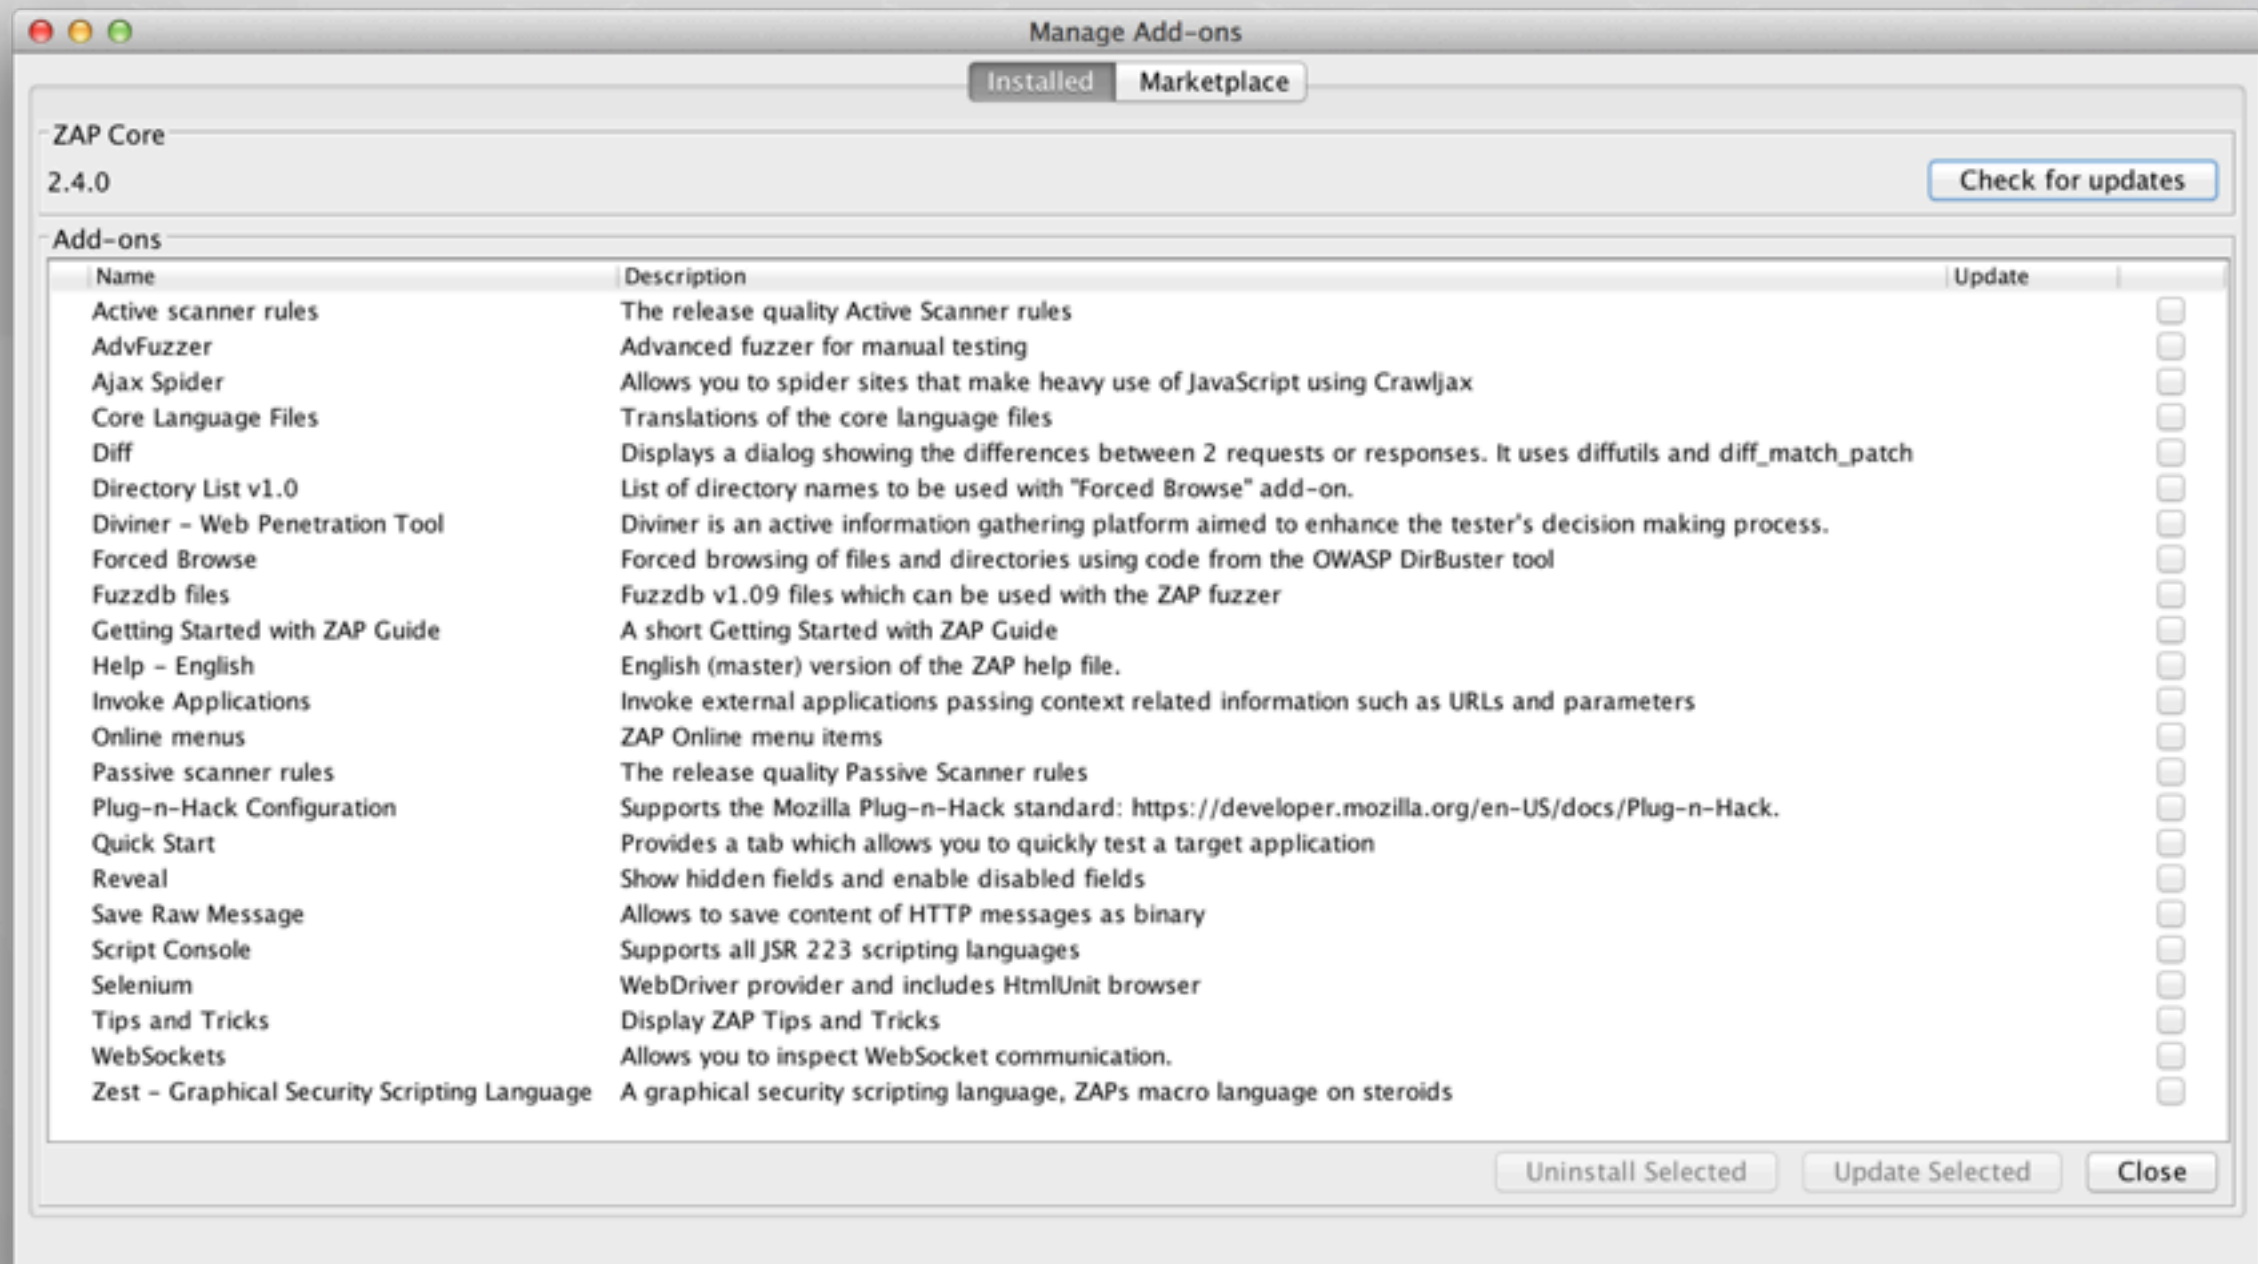 Manage Add-ons
Installed Marketplace
ZAP Core
2.4.0 Check for updates
Add-ons
Name Description Update
Active scanner rules The release quality Active Scanner rules
AdvFuzzer Advanced fuzzer for manual testing
Ajax Spider Allows you to spider sites that make heavy use of JavaScript using Crawljax
Core Language Files Translations of the core language files
Diff Displays a dialog showing the differences between 2 requests or responses. It uses diffutils and diff_match_patch
Directory List v1.0 List of directory names to be used with "Forced Browse" add-on.
Diviner - Web Penetration Tool Diviner is an active information gathering platform aimed to enhance the tester's decision making process.
Forced Browse Forced browsing of files and directories using code from the OWASP DirBuster tool
Fuzzdb files Fuzzdb v1.09 files which can be used with the ZAP fuzzer
Getting Started with ZAP Guide A short Getting Started with ZAP Guide
Help - English English (master) version of the ZAP help file.
Invoke Applications Invoke external applications passing context related information such as URLs and parameters
Online menus ZAP Online menu items
Passive scanner rules The release quality Passive Scanner rules
Plug-n-Hack Configuration Supports the Mozilla Plug-n-Hack standard: https://developer.mozilla.org/en-US/docs/Plug-n-Hack.
Quick Start Provides a tab which allows you to quickly test a target application
Reveal Show hidden fields and enable disabled fields
Save Raw Message Allows to save content of HTTP messages as binary
Script Console Supports all JSR 223 scripting languages
Selenium WebDriver provider and includes HtmlUnit browser
Tips and Tricks Display ZAP Tips and Tricks
WebSockets Allows you to inspect WebSocket communication.
Zest - Graphical Security Scripting Language A graphical security scripting language, ZAPs macro language on steroids
Uninstall Selected Update Selected Close